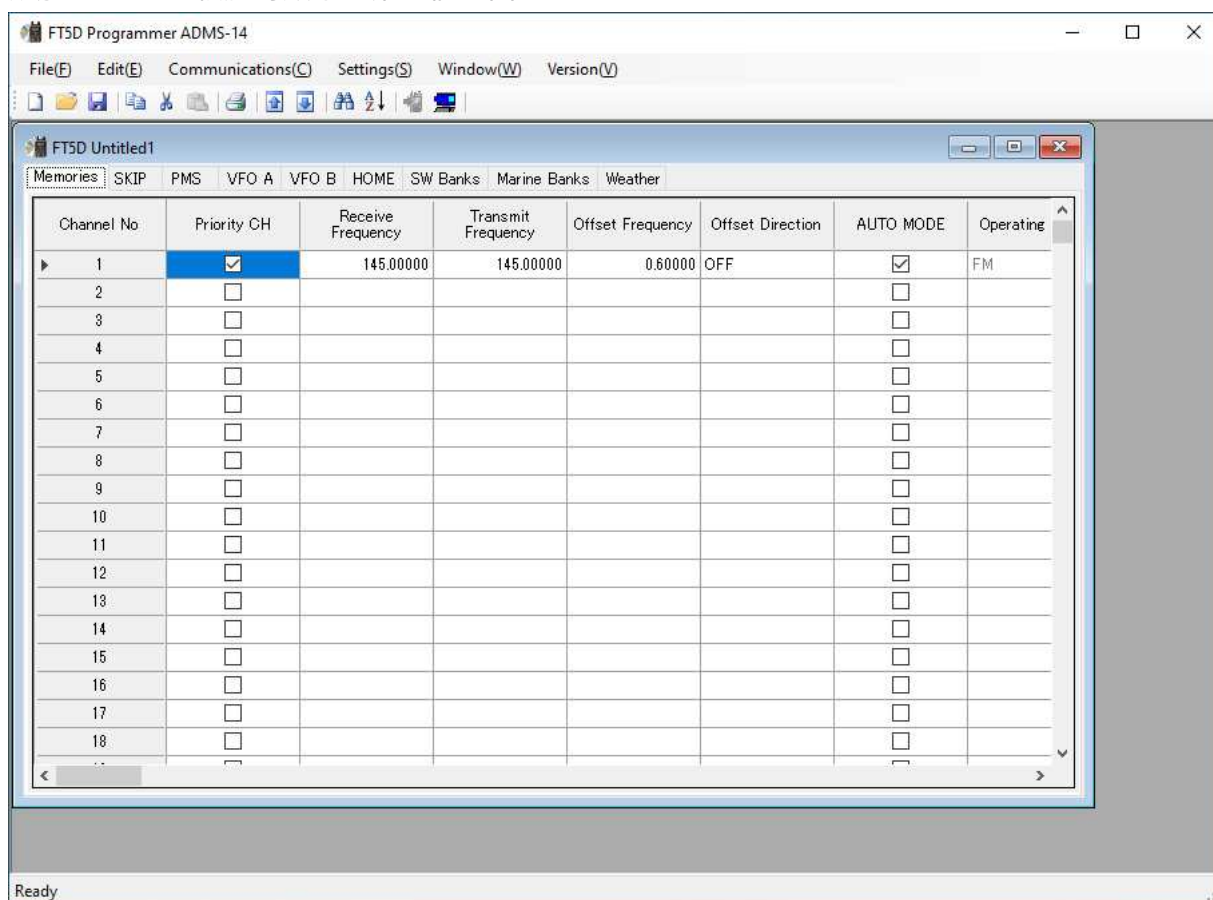 FT5D Programmer ADMS-14
File(F) Edit(E) Communications(C) Settings(S) Window(W) Version(V)
FT5D Untitled1
Memories SKIP PMS VFO A VFO B HOME SW Banks Marine Banks Weather
Channel No Priority CH Receive Frequency Transmit Frequency Offset Frequency Offset Direction AUTO MODE Operating
1 145.00000 145.00000 0.60000 OFF FM
2
3
4
5
6
7
8
9
10
11
12
13
14
15
16
17
18
Ready